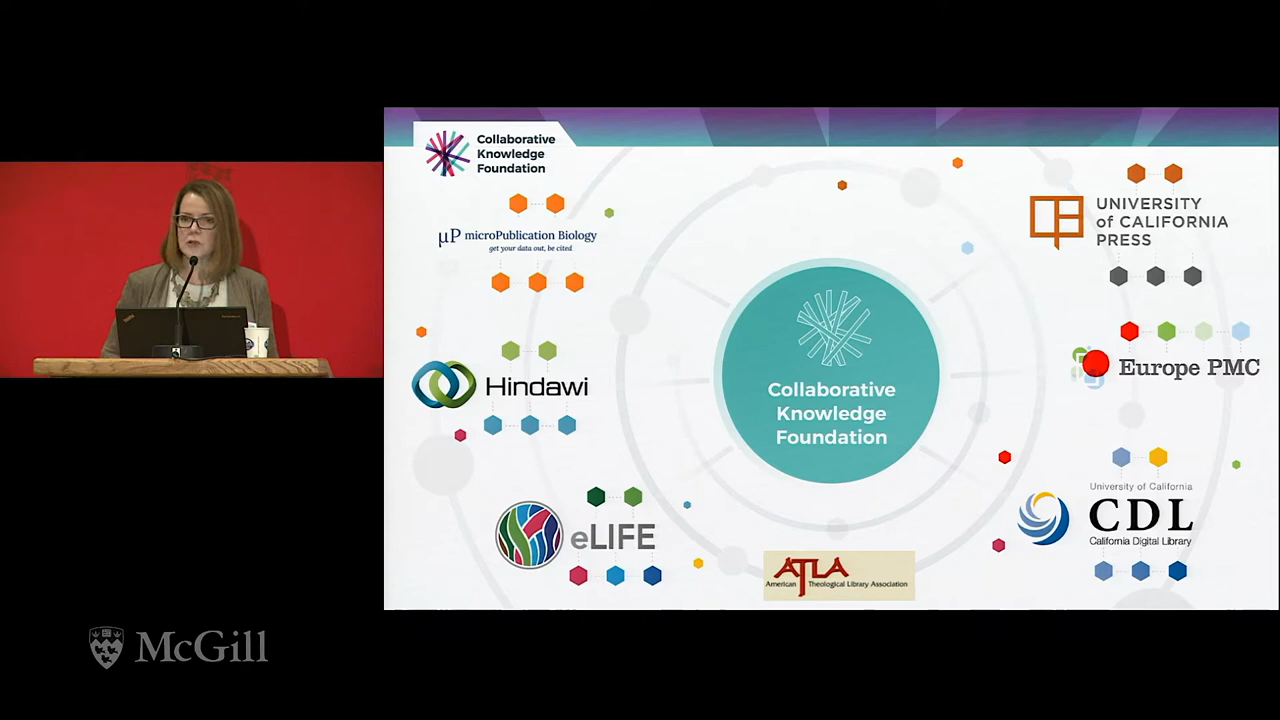 Collaborative
Knowledge
Foundation
µP microPublication Biology
get your data out, be cited
UNIVERSITY
of CALIFORNIA
PRESS
Hindawi
Collaborative
Knowledge
Foundation
Europe PMC
eLIFE
ATLA
American Theological Library Association
University of California
CDL
California Digital Library
McGill